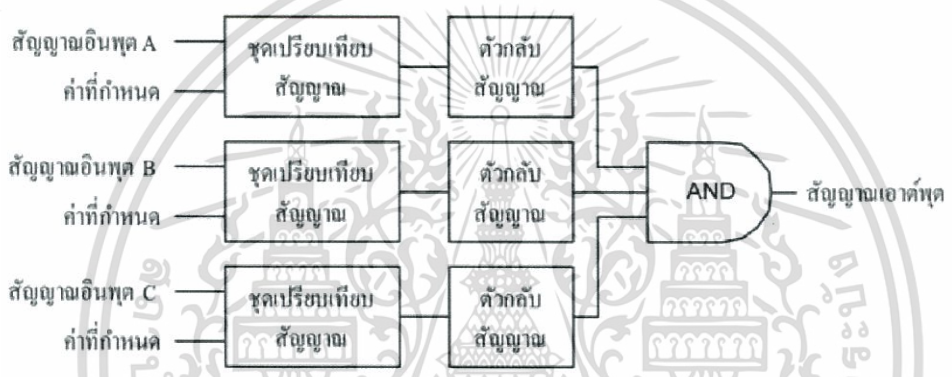 สัญญาณอินพุต A
ค่าที่กำหนด
ชุดเปรียบเทียบ
สัญญาณ
ตัวกลับ
สัญญาณ
สัญญาณอินพุต B
ค่าที่กำหนด
ชุดเปรียบเทียบ
สัญญาณ
ตัวกลับ
สัญญาณ
AND
สัญญาณเอาต์พุต
สัญญาณอินพุต C
ค่าที่กำหนด
ชุดเปรียบเทียบ
สัญญาณ
ตัวกลับ
สัญญาณ